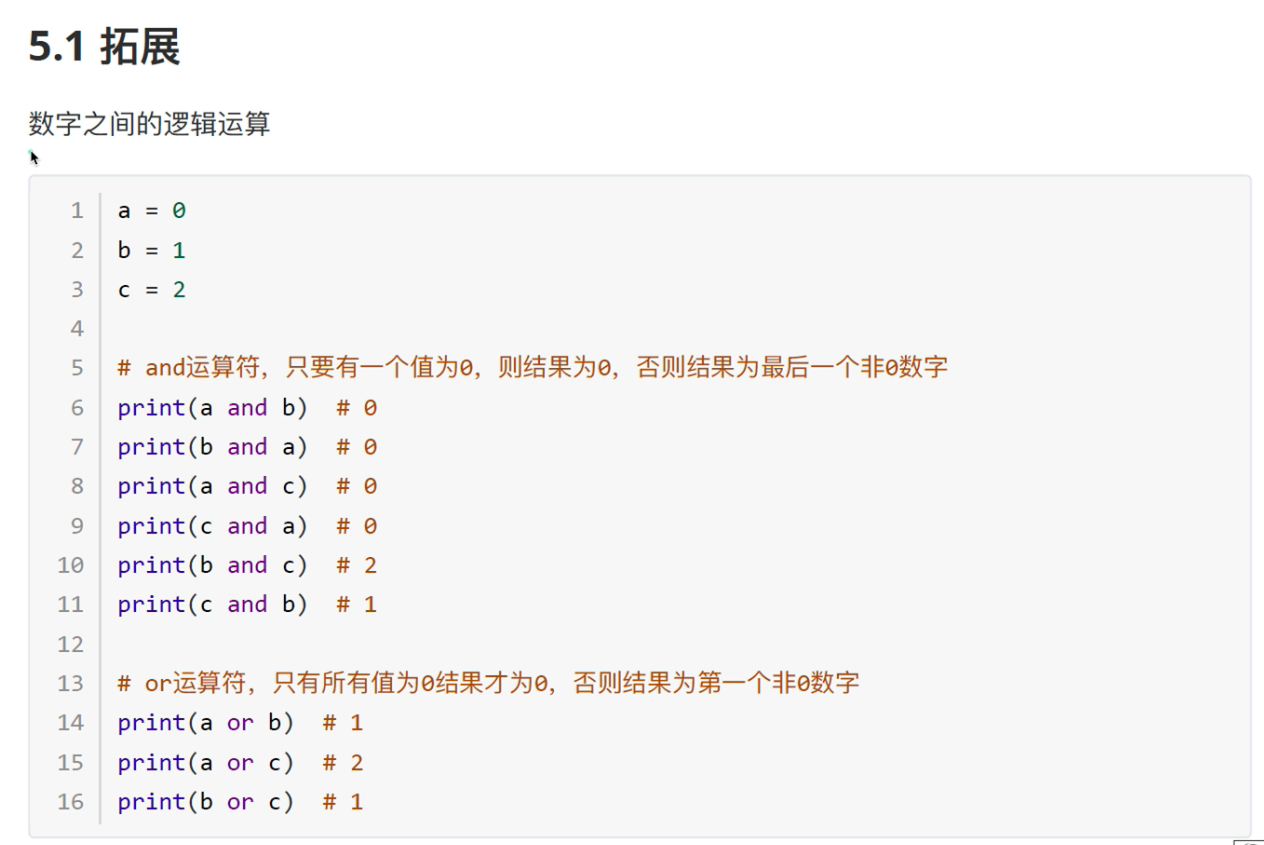 5.1 拓展
数字之间的逻辑运算
1 a = 0
2 b = 1
3 c = 2
4
5 # and运算符，只要有一个值为0，则结果为0，否则结果为最后一个非0数字
6 print(a and b)  # 0
7 print(b and a)  # 0
8 print(a and c)  # 0
9 print(c and a)  # 0
10 print(b and c)  # 2
11 print(c and b)  # 1
12
13 # or运算符，只有所有值为0结果才为0，否则结果为第一个非0数字
14 print(a or b)  # 1
15 print(a or c)  # 2
16 print(b or c)  # 1